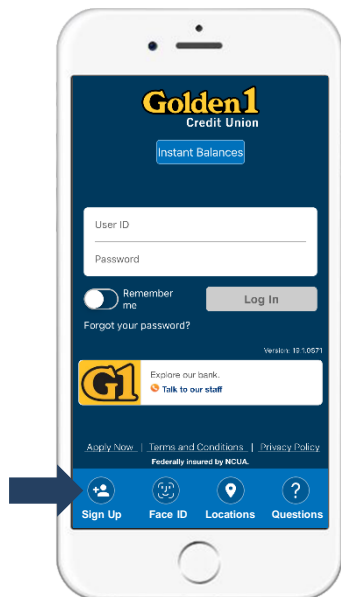 Golden1
Credit Union
Instant Balances
User ID
Password
Remember me
Log In
Forgot your password?
Version: 19.1.0571
G1
Explore our bank.
Talk to our staff
Apply Now | Terms and Conditions | Privacy Policy
Federally insured by NCUA.
Sign Up Face ID Locations Questions